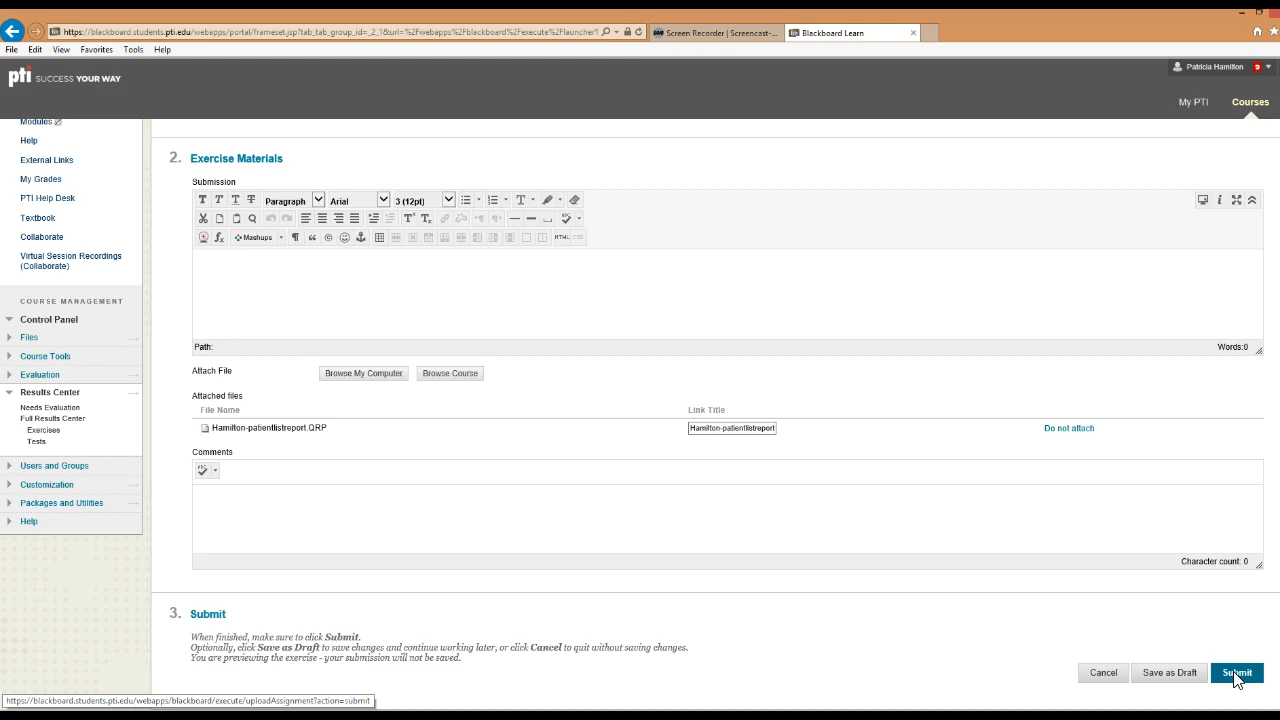 https://blackboard.students.pti.edu/webapps/portal/frameset.jsp?tab_tab_group_id=_2_1&url=%2Fwebapps%2Fblackboard%2Fexecute%2Flauncher%
Screen Recorder | Screencast-...
Blackboard Learn
File Edit View Favorites Tools Help
pti SUCCESS YOUR WAY
Patricia Hamilton
My PTI Courses
Modules
Help
External Links
My Grades
PTI Help Desk
Textbook
Collaborate
Virtual Session Recordings
(Collaborate)
COURSE MANAGEMENT
Control Panel
Files
Course Tools
Evaluation
Results Center
Needs Evaluation
Full Results Center
Exercises
Tests
Users and Groups
Customization
Packages and Utilities
Help
2. Exercise Materials
Submission
Paragraph Arial 3 (12pt)
Mashups HTML CSS
Path: Words:0
Attach File Browse My Computer Browse Course
Attached files
File Name Link Title
Hamilton-patientlistreport.QRP Hamilton-patientlistreport Do not attach
Comments
Character count: 0
3. Submit
When finished, make sure to click Submit.
Optionally, click Save as Draft to save changes and continue working later, or click Cancel to quit without saving changes.
You are previewing the exercise - your submission will not be saved.
Cancel Save as Draft Submit
https://blackboard.students.pti.edu/webapps/blackboard/execute/uploadAssignment?action=submit